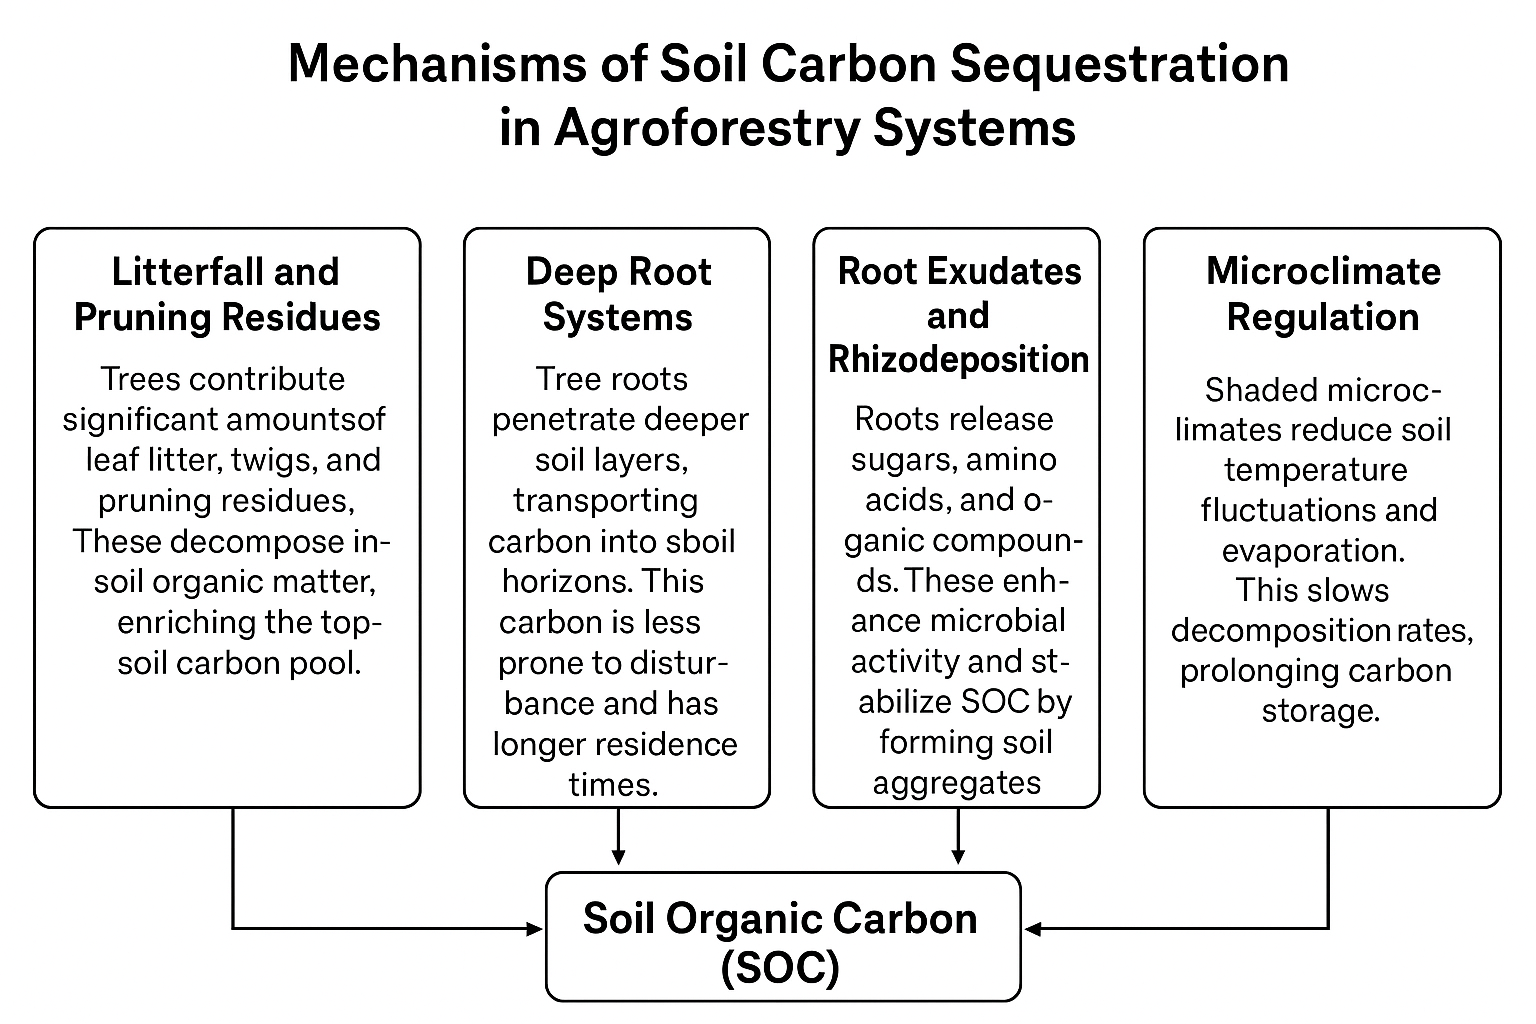 Mechanisms of Soil Carbon Sequestration
in Agroforestry Systems
Litterfall and
Pruning Residues
Trees contribute
significant amountsof
leaf litter, twigs, and
pruning residues,
These decompose in-
soil organic matter,
enriching the top-
soil carbon pool.
Deep Root
Systems
Tree roots
penetrate deeper
soil layers,
transporting
carbon into sboil
horizons. This
carbon is less
prone to distur-
bance and has
longer residence
times.
Root Exudates
and
Rhizodeposition
Roots release
sugars, amino
acids, and o-
ganic compoun-
ds. These enh-
ance microbial
activity and st-
abilize SOC by
forming soil
aggregates
Microclimate
Regulation
Shaded microc-
limates reduce soil
temperature
fluctuations and
evaporation.
This slows
decomposition rates,
prolonging carbon
storage.
Soil Organic Carbon
(SOC)